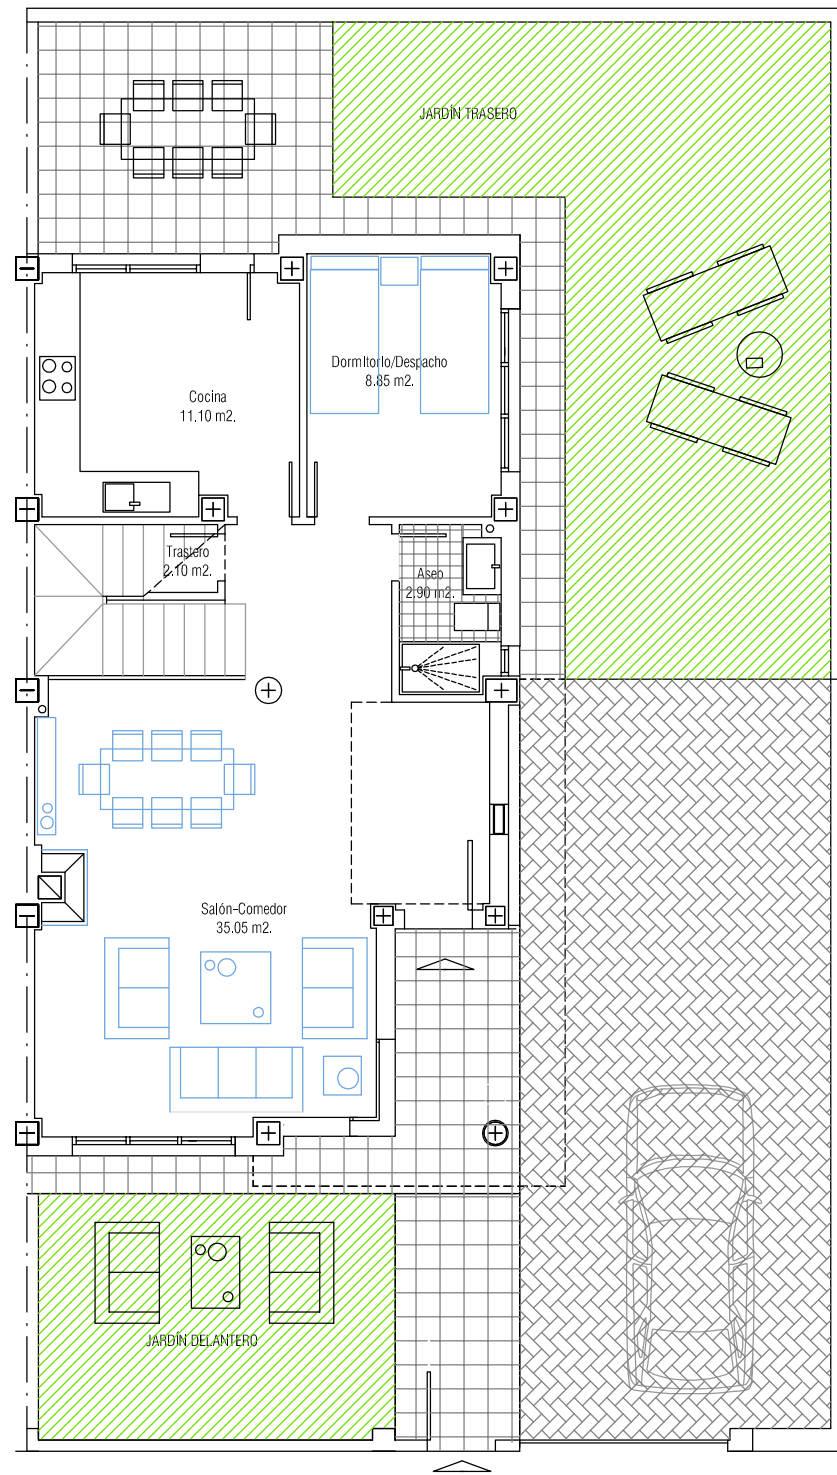 JARDÍN TRASERO
Dormitorio/Despacho
8.85 m2.
Cocina
11.10 m2.
Trastero
2.10 m2.
Aseo
2.90 m2.
Salón-Comedor
35.05 m2.
JARDÍN DELANTERO